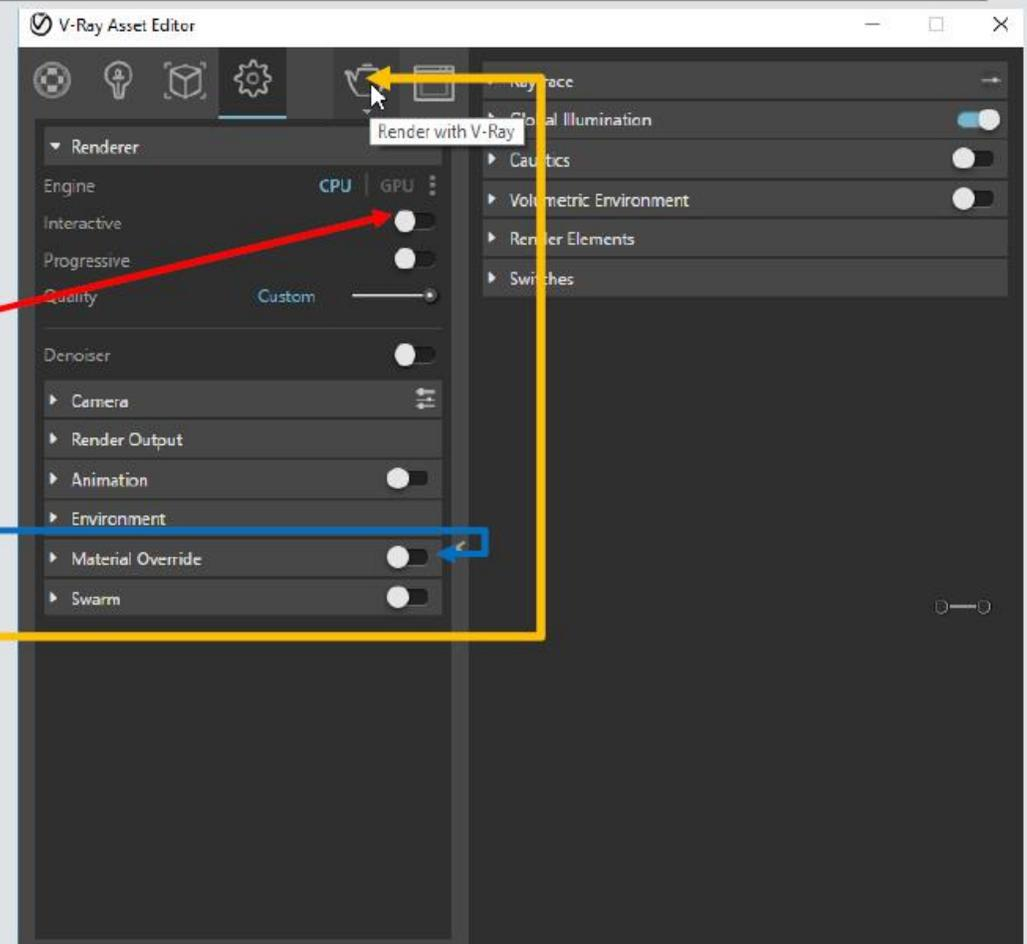 V-Ray Asset Editor
Render with V-Ray
Renderer
Engine CPU GPU
Interactive
Progressive
Quality Custom
Denoiser
Camera
Render Output
Animation
Environment
Material Override
Swarm
Raytrace
Global Illumination
Caustics
Volumetric Environment
Render Elements
Switches